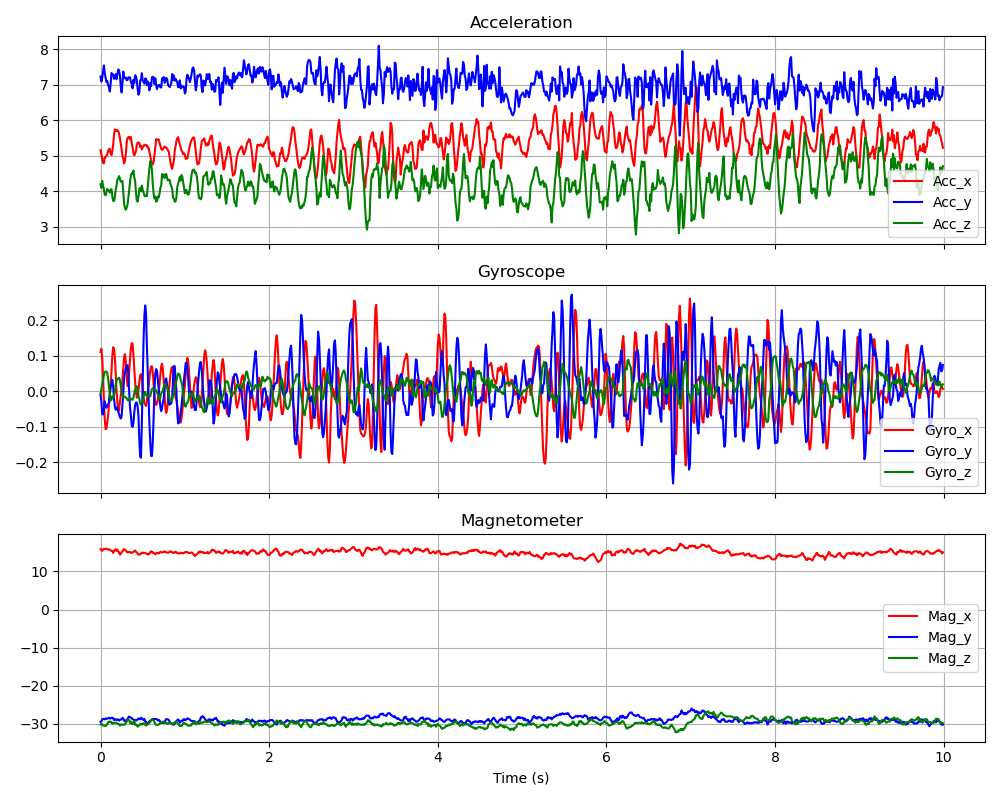 Acceleration
8
7
6
5
4
3
Acc_x
Acc_y
Acc_z
Gyroscope
0.2
0.1
0.0
−0.1
−0.2
Gyro_x
Gyro_y
Gyro_z
Magnetometer
10
0
−10
−20
−30
Mag_x
Mag_y
Mag_z
0 2 4 6 8 10
Time (s)